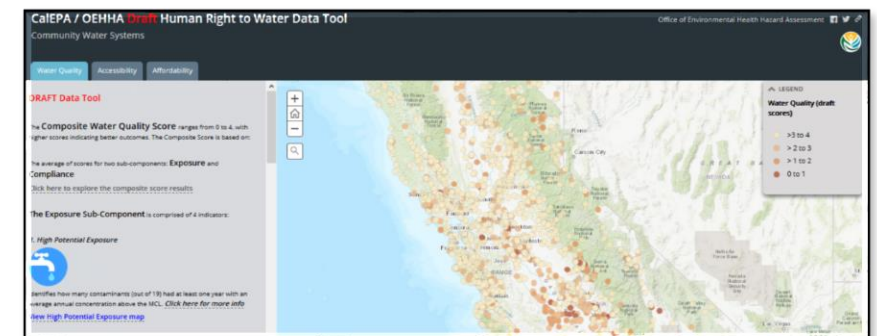 CalEPA / OEHHA Draft Human Right to Water Data Tool
Office of Environmental Health Hazard Assessment
Community Water Systems
Water Quality
Accessibility
Affordability
DRAFT Data Tool
The Composite Water Quality Score ranges from 0 to 4, with
higher scores indicating better outcomes. The Composite Score is based on:
The average of scores for two sub-components: Exposure and
Compliance
Click here to explore the composite score results
The Exposure Sub-Component is comprised of 4 indicators:
1. High Potential Exposure
Identifies how many contaminants (out of 19) had at least one year with an
average annual concentration above the MCL. Click here for more info
View High Potential Exposure map
LEGEND
Water Quality (draft
scores)
>3 to 4
> 2 to 3
> 1 to 2
0 to 1
Carson City
NEVADA